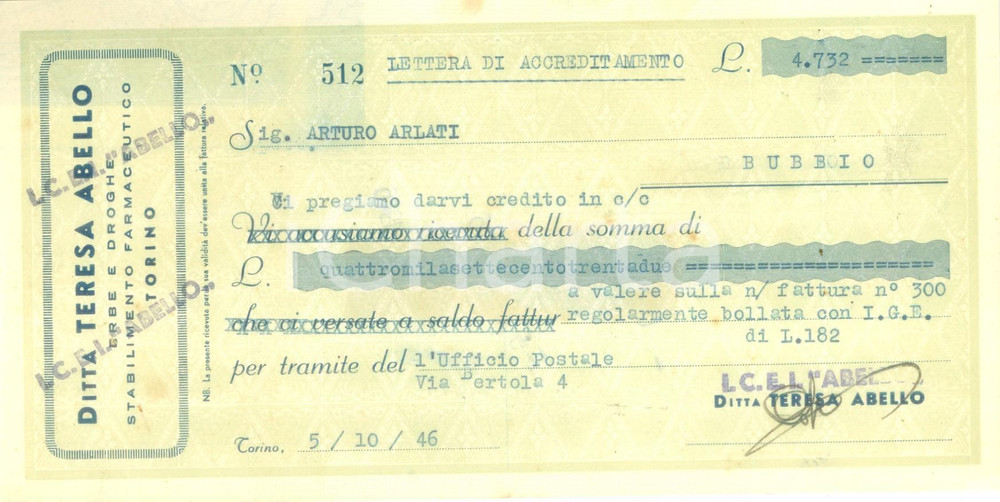 DITTA TERESA ABELLO
ERBE E DROGHE
STABILIMENTO FARMACEUTICO
TORINO
I.C.E.I. "ABELLO„
I.C.E.I. "ABELLO„
NB. La presente ricevuta per la sua validità dev'essere unita alla fattura relativa.
Nº 512 LETTERA DI ACCREDITAMENTO L. 4.732 =======
Sig. ARTURO ARLATI
BUBBIO
Vi pregiamo darvi credito in c/c
Vi accusiamo ricevuta della somma di
L. quattromilasettecentotrentadue ====================
a valere sulla n/ fattura n° 300
che ci versate a saldo fattur regolarmente bollata con I.G.E.
di L.182
per tramite del l'Ufficio Postale
Via Bertola 4
I.C.E.I. "ABEL
DITTA TERESA ABELLO
Torino, 5 / 10 / 46